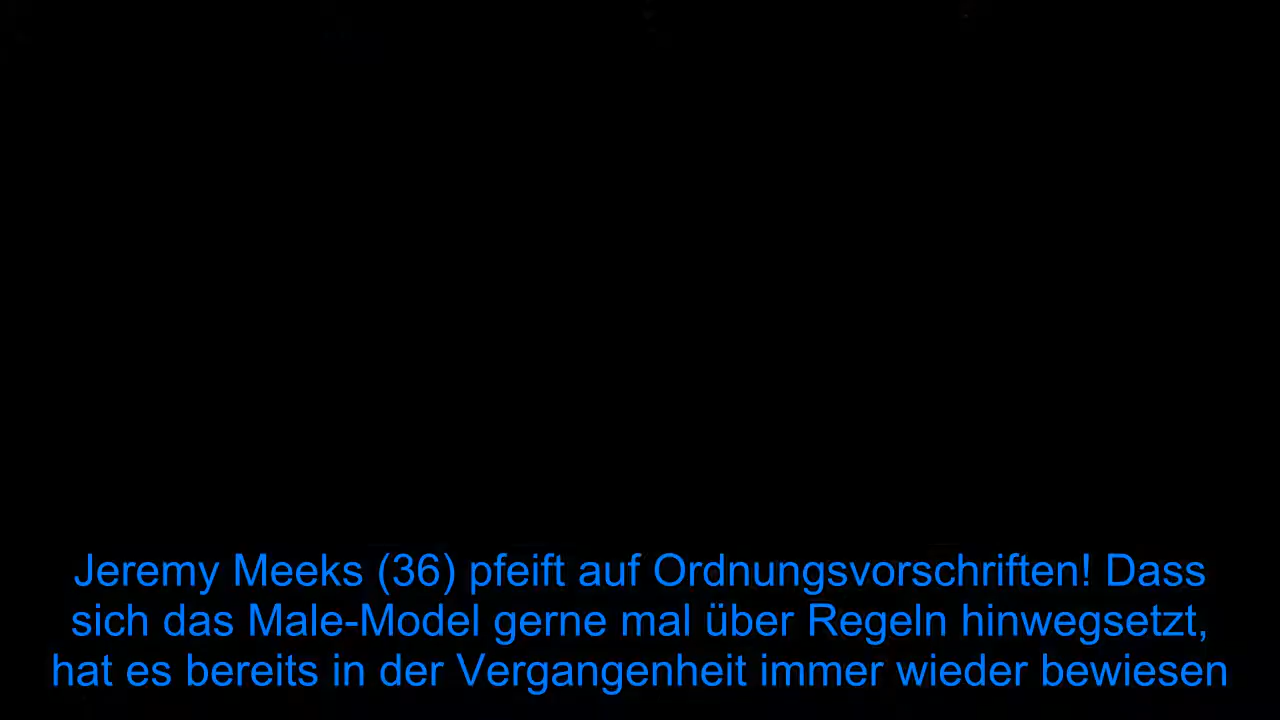 Jeremy Meeks (36) pfeift auf Ordnungsvorschriften! Dass
sich das Male-Model gerne mal über Regeln hinwegsetzt,
hat es bereits in der Vergangenheit immer wieder bewiesen